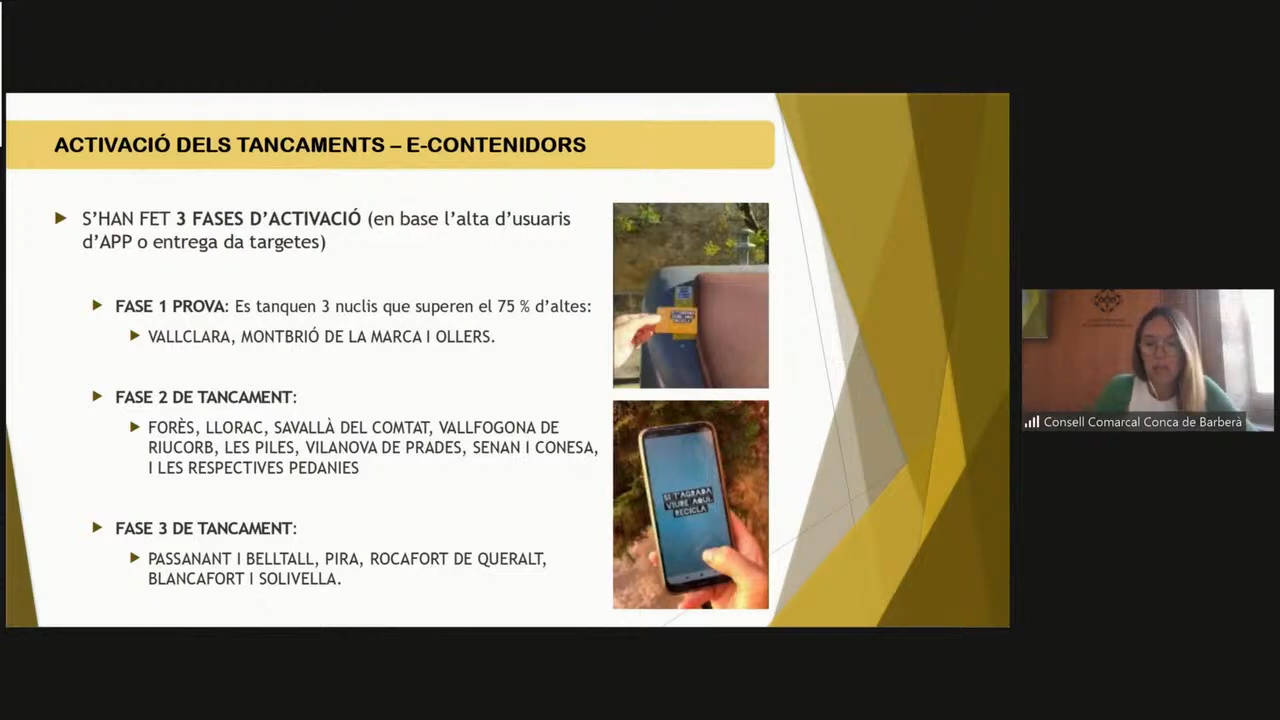 ACTIVACIÓ DELS TANCAMENTS – E-CONTENIDORS
S’HAN FET 3 FASES D’ACTIVACIÓ (en base l’alta d’usuaris
d’APP o entrega da targetes)
FASE 1 PROVA: Es tanquen 3 nuclis que superen el 75 % d’altes:
VALLCLARA, MONTBRIÓ DE LA MARCA I OLLERS.
FASE 2 DE TANCAMENT:
FORÈS, LLORAC, SAVALLÀ DEL COMTAT, VALLFOGONA DE
RIUCORB, LES PILES, VILANOVA DE PRADES, SENAN I CONESA,
I LES RESPECTIVES PEDANIES
FASE 3 DE TANCAMENT:
PASSANANT I BELLTALL, PIRA, ROCAFORT DE QUERALT,
BLANCAFORT I SOLIVELLA.
SI T'AGRADA
VIURE AQUÍ,
RECICLA
Consell Comarcal Conca de Barberà